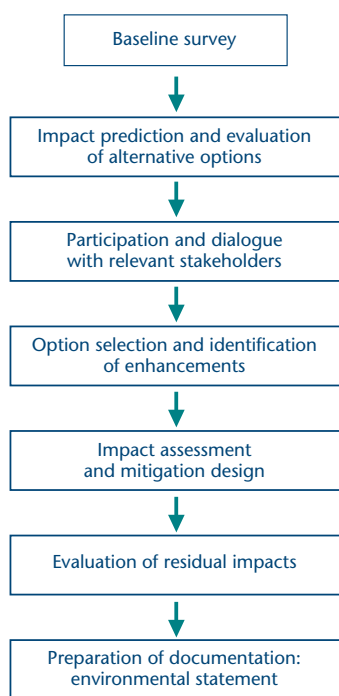 Baseline survey
Impact prediction and evaluation
of alternative options
Participation and dialogue
with relevant stakeholders
Option selection and identification
of enhancements
Impact assessment
and mitigation design
Evaluation of residual impacts
Preparation of documentation:
environmental statement